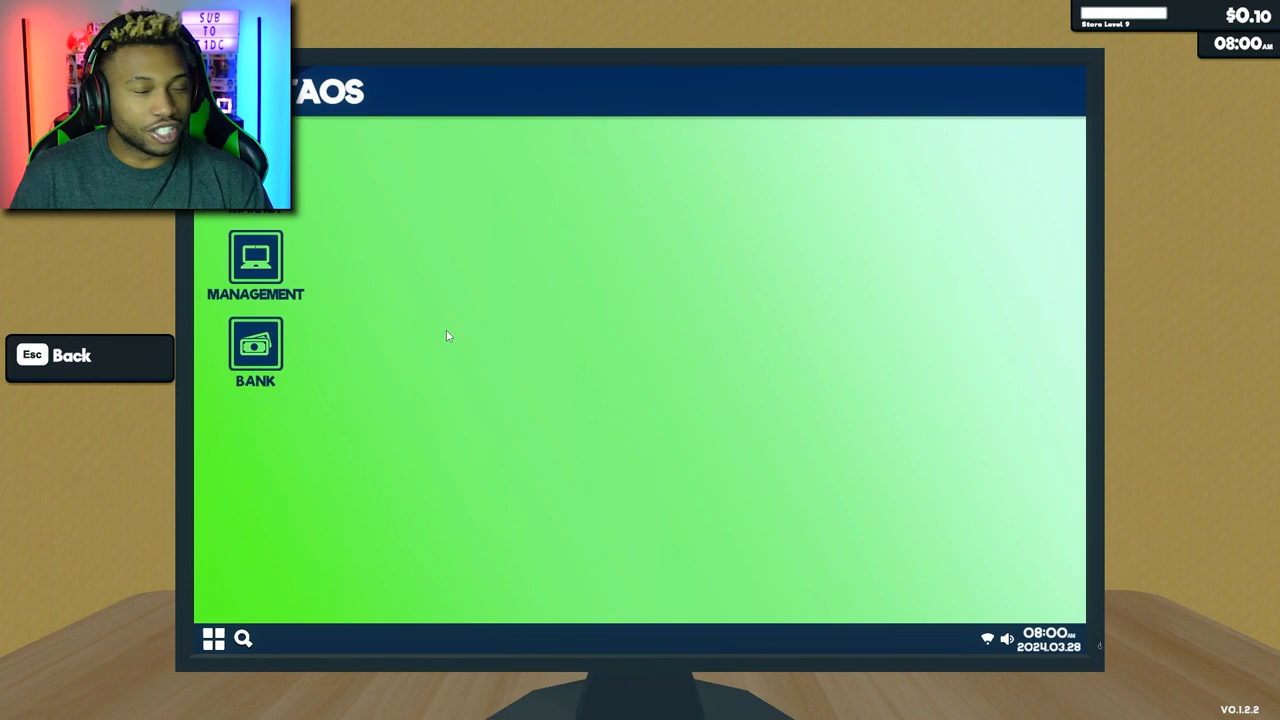 SUB
TO
$0.10
Store Level 9
08:00AM
AOS
MANAGEMENT
BANK
Esc Back
08:00AM
2024.03.28
V0.1.2.2